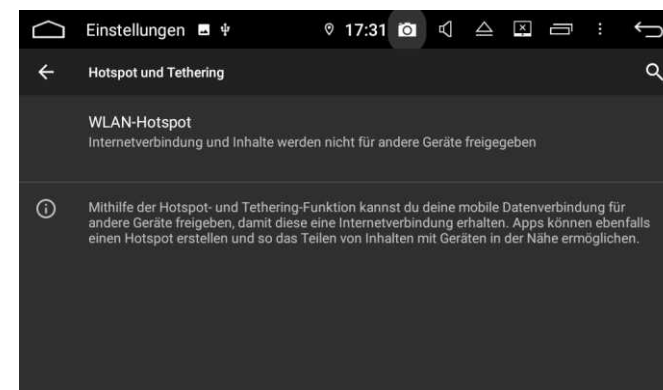 Einstellungen 17:31
Hotspot und Tethering
WLAN-Hotspot
Internetverbindung und Inhalte werden nicht für andere Geräte freigegeben
Mithilfe der Hotspot- und Tethering-Funktion kannst du deine mobile Datenverbindung für
andere Geräte freigeben, damit diese eine Internetverbindung erhalten. Apps können ebenfalls
einen Hotspot erstellen und so das Teilen von Inhalten mit Geräten in der Nähe ermöglichen.